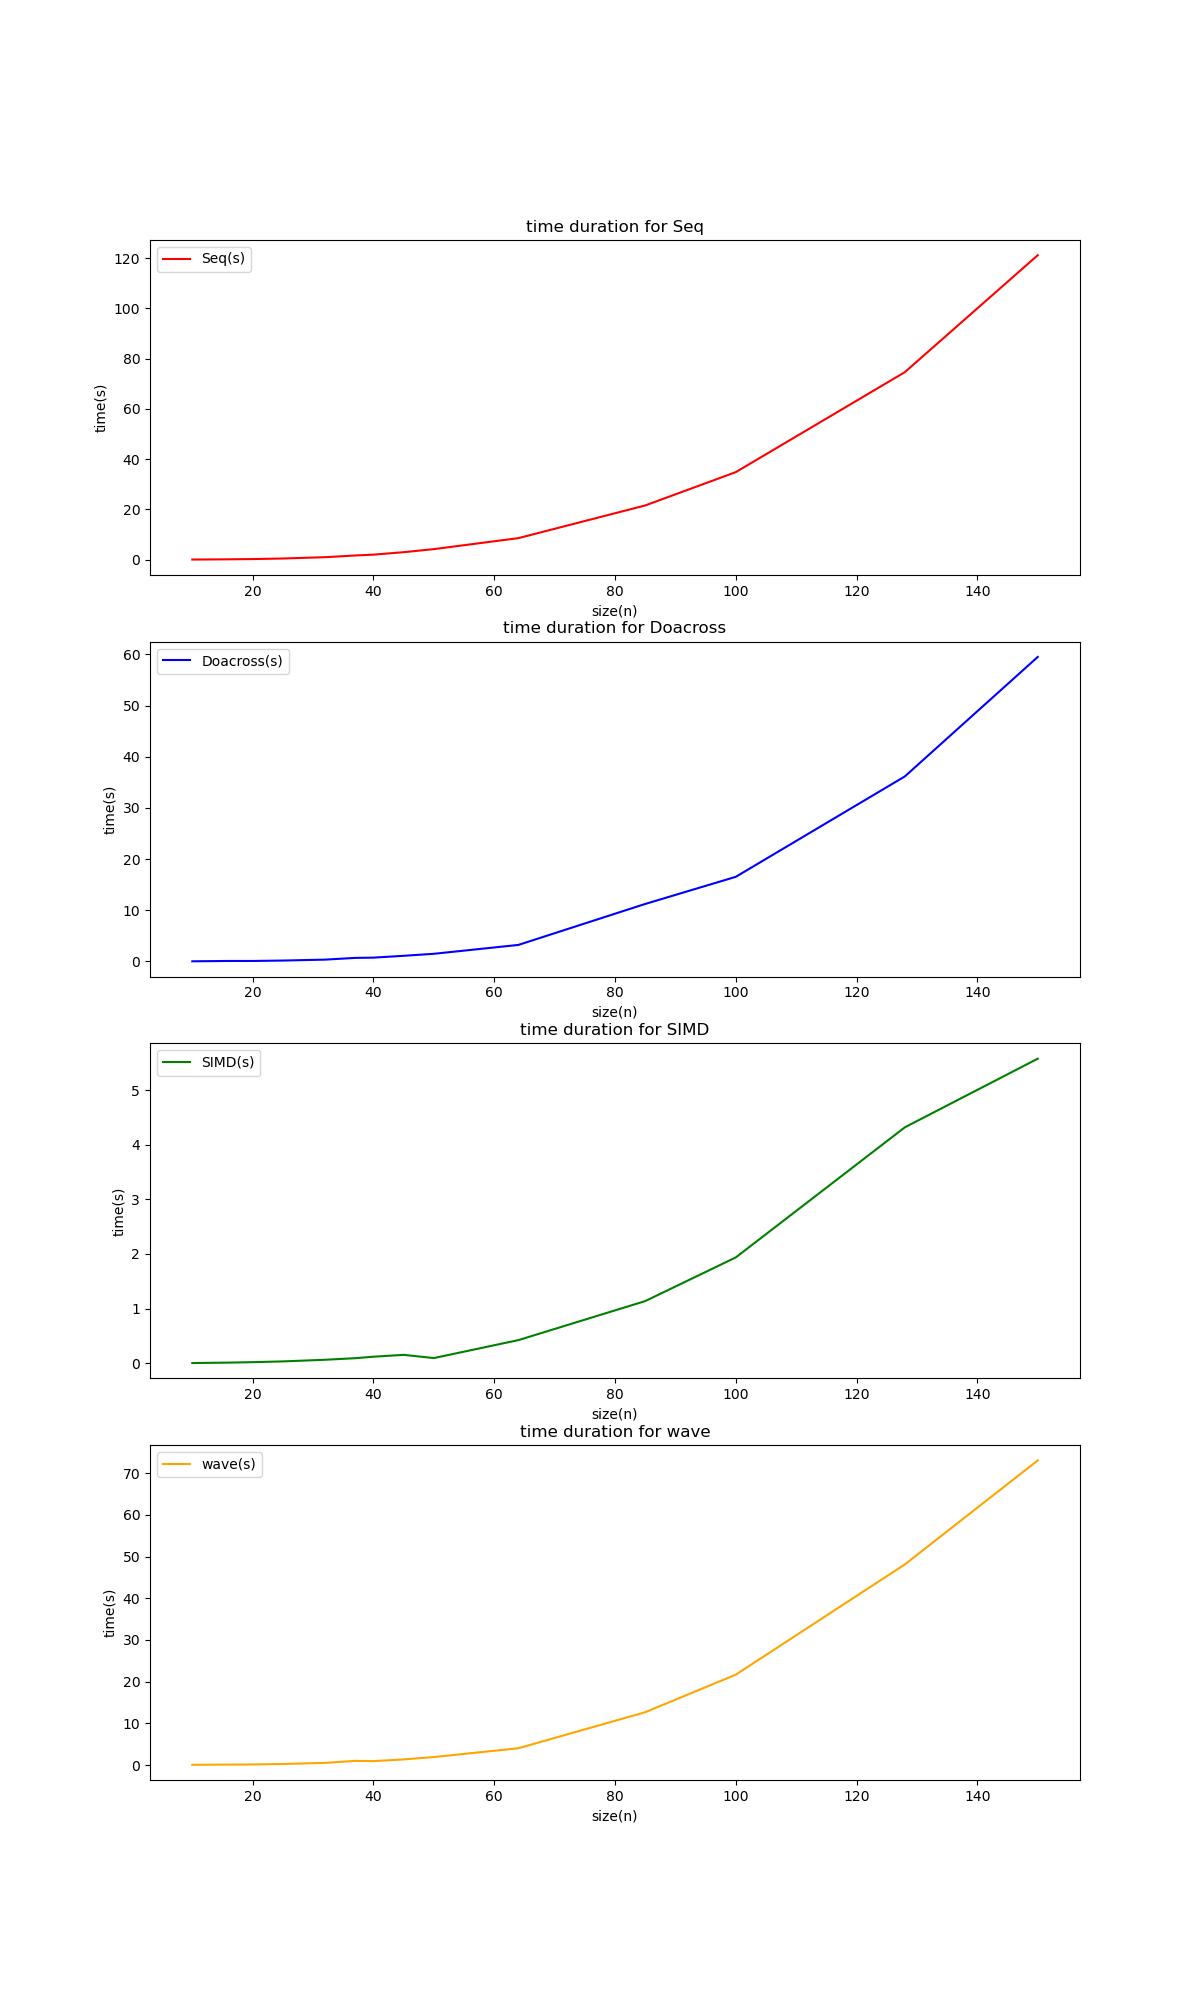 time duration for Seq
Seq(s)
120
100
80
60
40
20
0
time(s)
20 40 60 80 100 120 140
size(n)
time duration for Doacross
Doacross(s)
60
50
40
30
20
10
0
time(s)
20 40 60 80 100 120 140
size(n)
time duration for SIMD
SIMD(s)
5
4
3
2
1
0
time(s)
20 40 60 80 100 120 140
size(n)
time duration for wave
wave(s)
70
60
50
40
30
20
10
0
time(s)
20 40 60 80 100 120 140
size(n)